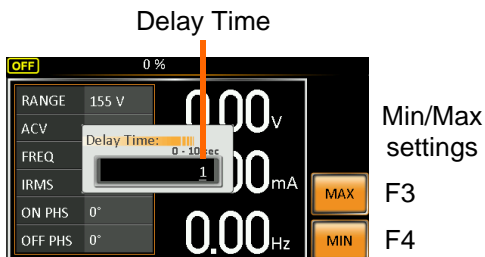 Delay Time
OFF 0 %
RANGE 155 V
0.00V
ACV
Delay Time:
0 - 10 sec
FREQ
1
IRMS
00mA
ON PHS 0°
OFF PHS 0°
0.00Hz
MAX
MIN
Min/Max
settings
F3
F4